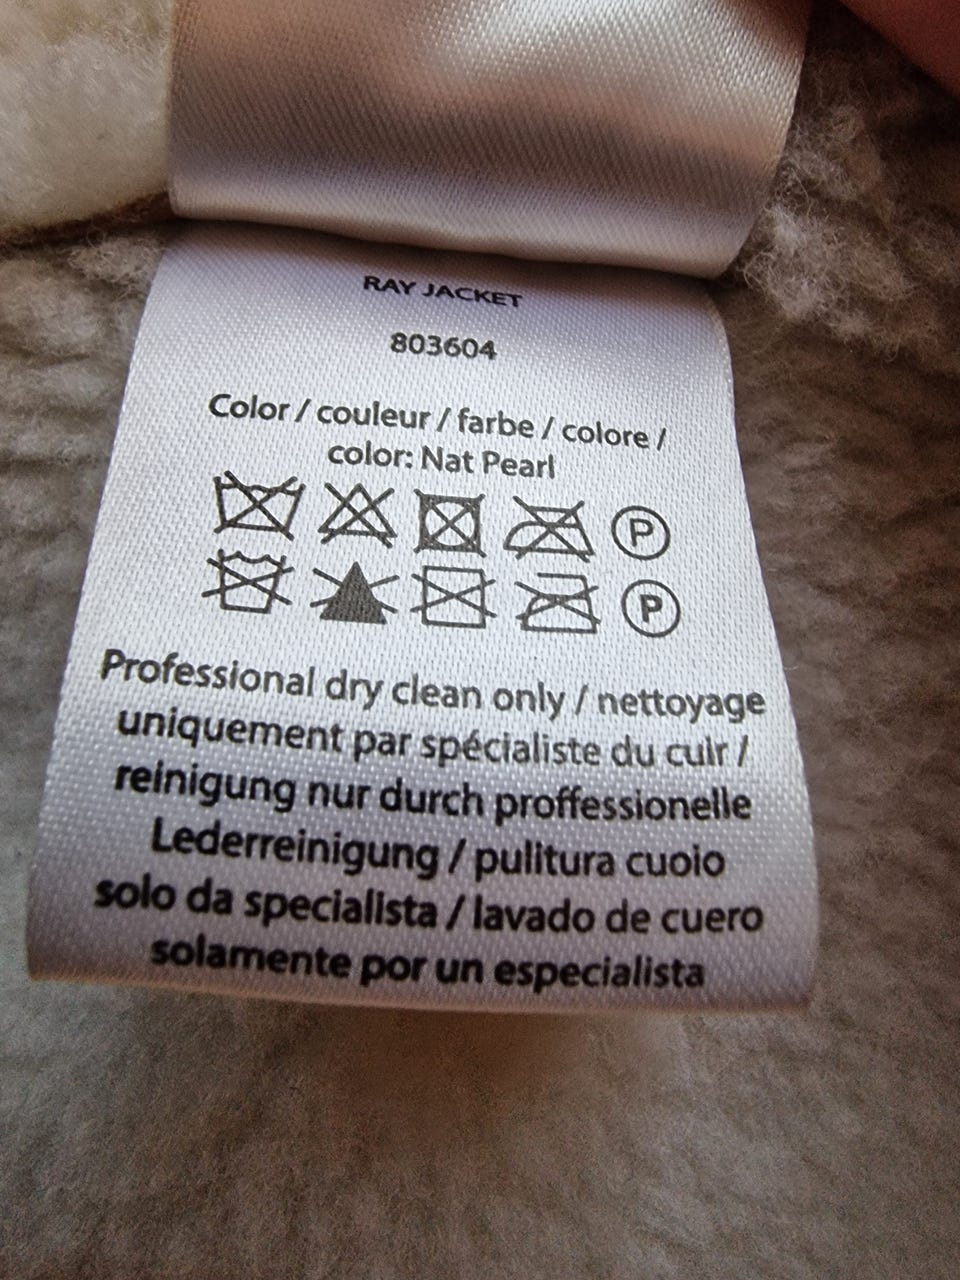 RAY JACKET
803604
Color / couleur / farbe / colore /
color: Nat Pearl
P
P
Professional dry clean only / nettoyage
uniquement par spécialiste du cuir /
reinigung nur durch proffessionelle
Lederreinigung / pulitura cuoio
solo da specialista / lavado de cuero
solamente por un especialista